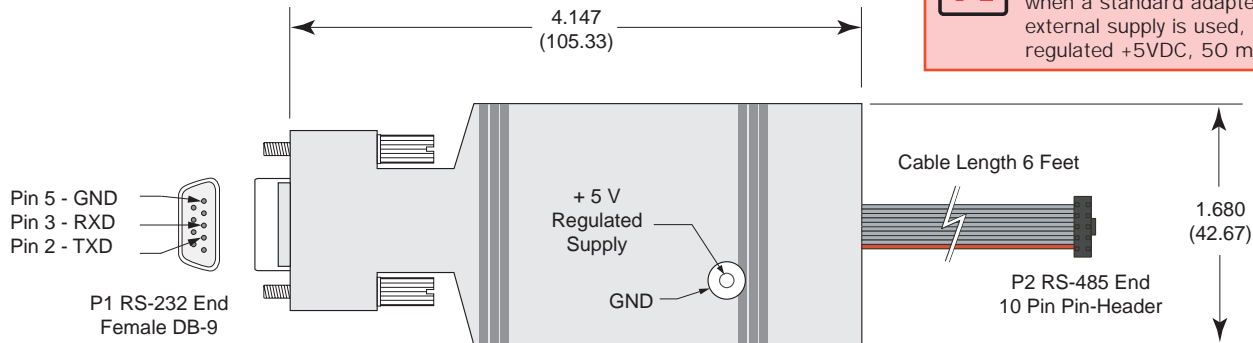 4.147
(105.33)
when a standard
external supply is used,
regulated +5VDC, 50
Pin 5 - GND
Pin 3 - RXD
Pin 2 - TXD
P1 RS-232 End
Female DB-9
+ 5 V
Regulated
Supply
GND
Cable Length 6 Feet
1.680
(42.67)
P2 RS-485 End
10 Pin Pin-Header